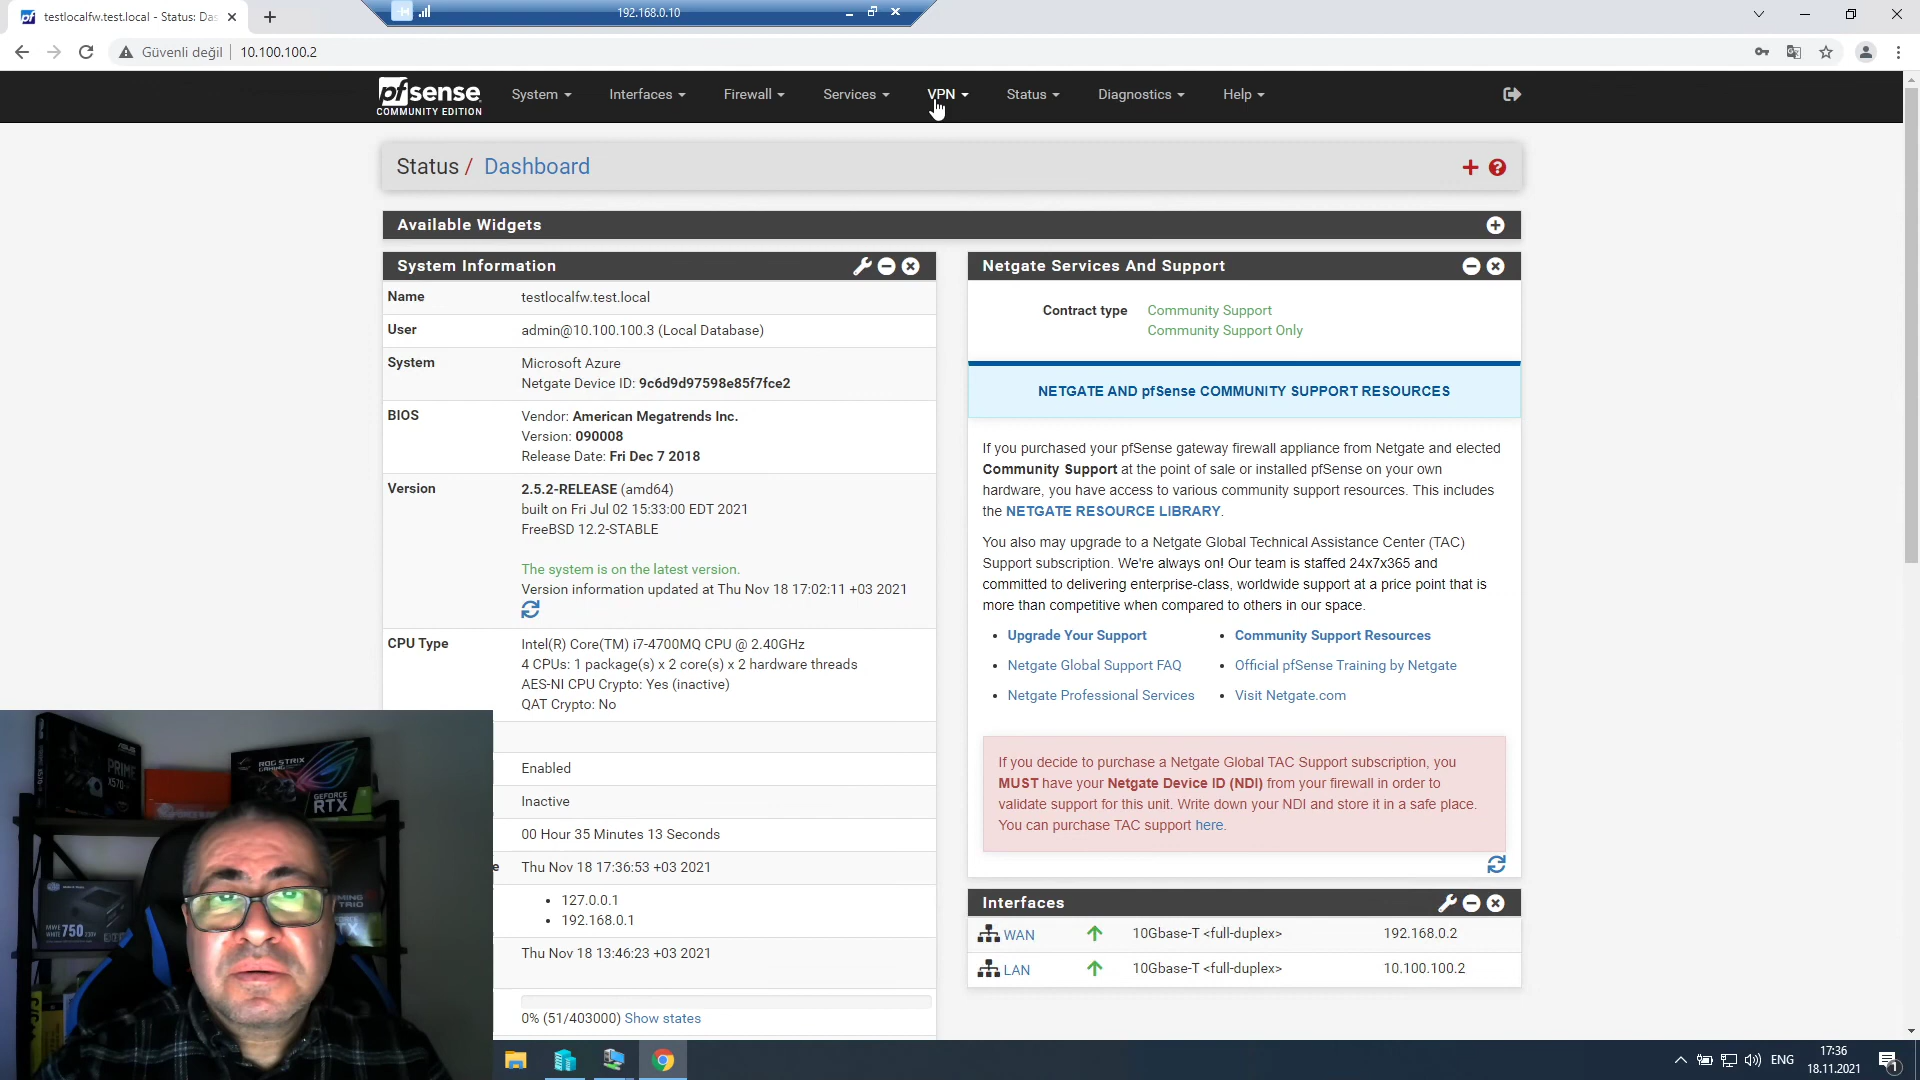 testlocalfw.test.local - Status: Das
192.168.0.10
Güvenli değil
10.100.100.2
pfsense
COMMUNITY EDITION
System
Interfaces
Firewall
Services
VPN
Status
Diagnostics
Help
Status / Dashboard
Available Widgets
System Information
Name testlocalfw.test.local
User admin@10.100.100.3 (Local Database)
System Microsoft Azure
Netgate Device ID: 9c6d9d97598e85f7fce2
BIOS Vendor: American Megatrends Inc.
Version: 090008
Release Date: Fri Dec 7 2018
Version 2.5.2-RELEASE (amd64)
built on Fri Jul 02 15:33:00 EDT 2021
FreeBSD 12.2-STABLE
The system is on the latest version.
Version information updated at Thu Nov 18 17:02:11 +03 2021
CPU Type Intel(R) Core(TM) i7-4700MQ CPU @ 2.40GHz
4 CPUs: 1 package(s) x 2 core(s) x 2 hardware threads
AES-NI CPU Crypto: Yes (inactive)
QAT Crypto: No
Enabled
Inactive
00 Hour 35 Minutes 13 Seconds
e Thu Nov 18 17:36:53 +03 2021
127.0.0.1
192.168.0.1
Thu Nov 18 13:46:23 +03 2021
0% (51/403000) Show states
Netgate Services And Support
Contract type Community Support
Community Support Only
NETGATE AND pfSense COMMUNITY SUPPORT RESOURCES
If you purchased your pfSense gateway firewall appliance from Netgate and elected
Community Support at the point of sale or installed pfSense on your own
hardware, you have access to various community support resources. This includes
the NETGATE RESOURCE LIBRARY.
You also may upgrade to a Netgate Global Technical Assistance Center (TAC)
Support subscription. We're always on! Our team is staffed 24x7x365 and
committed to delivering enterprise-class, worldwide support at a price point that is
more than competitive when compared to others in our space.
Upgrade Your Support
Community Support Resources
Netgate Global Support FAQ
Official pfSense Training by Netgate
Netgate Professional Services
Visit Netgate.com
If you decide to purchase a Netgate Global TAC Support subscription, you
MUST have your Netgate Device ID (NDI) from your firewall in order to
validate support for this unit. Write down your NDI and store it in a safe place.
You can purchase TAC support here.
Interfaces
WAN 10Gbase-T <full-duplex> 192.168.0.2
LAN 10Gbase-T <full-duplex> 10.100.100.2
ASUS
PRIME
X570-P
ROG STRIX
GAMING
GEFORCE
RTX
MWE
WHITE 750
ENG
17:36
18.11.2021
1